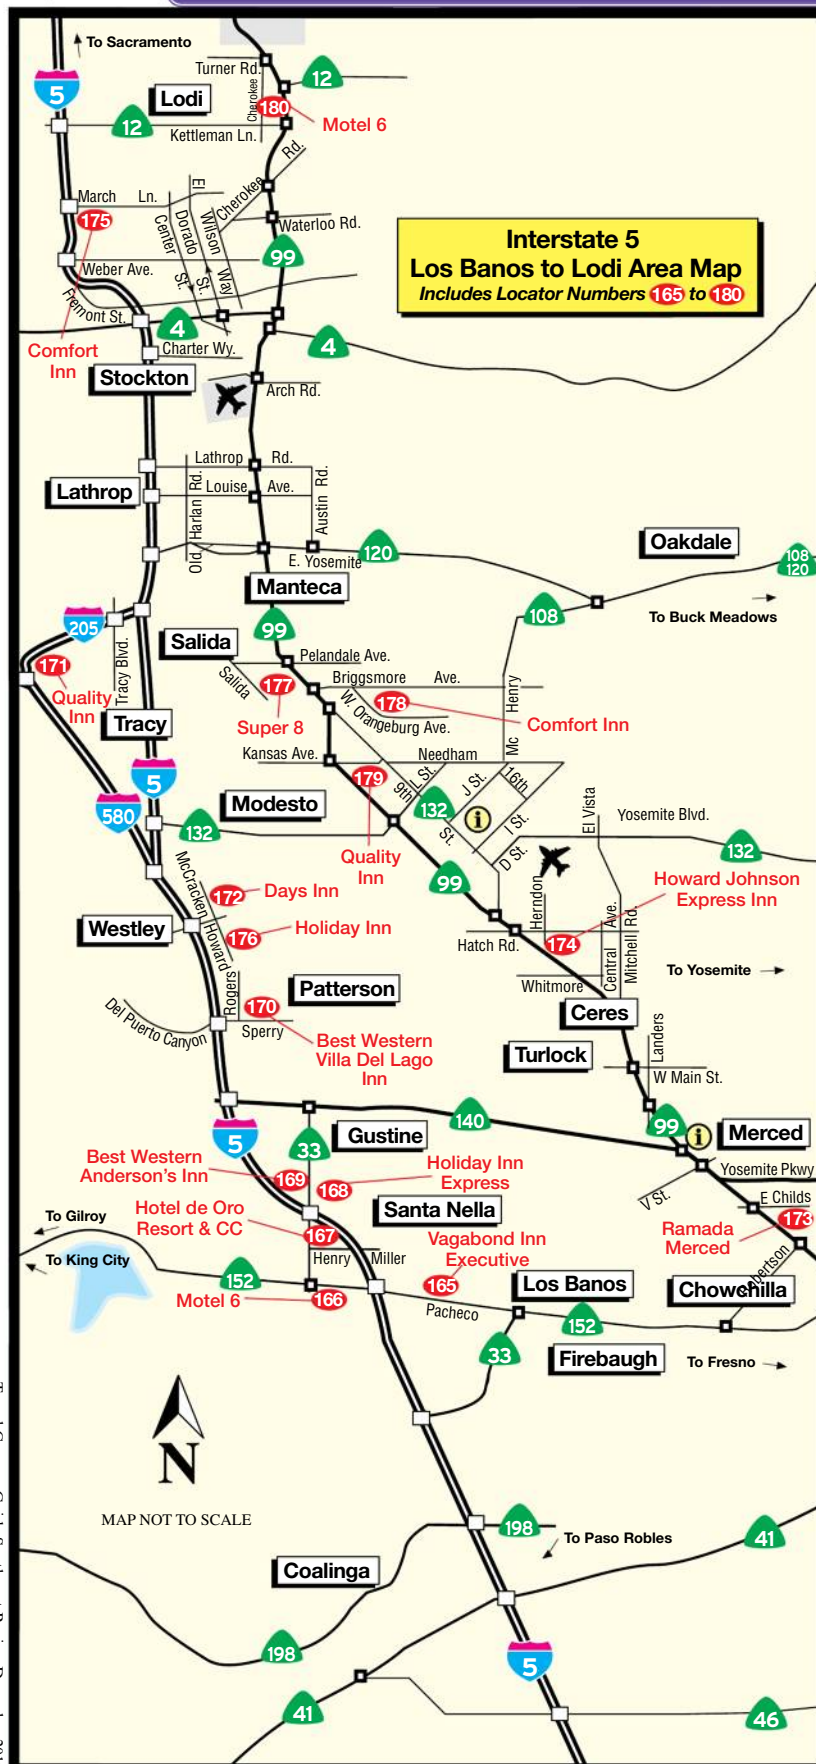 To Sacramento
Turner Rd.
12
5
Lodi
Cherokee
180
12
Motel 6
Kettleman Ln.
Rd.
March Ln.
El
Cherokee
175
Center St.
Dorado St.
Wilson Way
Waterloo Rd.
99
Weber Ave.
Interstate 5
Los Banos to Lodi Area Map
Includes Locator Numbers 165 to 180
Fremont St.
4
4
Comfort
Inn
Charter Wy.
Stockton
Arch Rd.
Lathrop Rd.
Lathrop
Louise Ave.
Old Harlan Rd.
Austin Rd.
E. Yosemite
120
Oakdale
108
120
Manteca
108
To Buck Meadows
205
99
Salida
Tracy Blvd.
Pelandale Ave.
171
Salida
177
Briggsmore Ave.
Mc Henry
Quality
Inn
W. Orangeburg Ave.
178
Super 8
Comfort Inn
Tracy
Kansas Ave.
Needham
5
179
L St.
J St.
16th
9th St.
580
Modesto
132
I St.
El Vista
Yosemite Blvd.
132
D St.
132
Quality
Inn
McCracken
99
Howard Johnson
Express Inn
172
Days Inn
Herndon
Westley
Howard
176
Holiday Inn
Hatch Rd.
174
Central Ave.
Mitchell Rd.
To Yosemite
Rogers
Patterson
Whitmore
Del Puerto Canyon
170
Sperry
Ceres
Best Western
Villa Del Lago
Inn
Turlock
Landers
W Main St.
140
99
5
33
Gustine
Merced
Best Western
Anderson's Inn
169
168
Holiday Inn
Express
Yosemite Pkwy
V St.
E Childs
Hotel de Oro
Resort & CC
Santa Nella
To Gilroy
167
Ramada
Merced
173
Vagabond Inn
Executive
To King City
Henry Miller
Robertson
152
165
Los Banos
Chowchilla
Motel 6
166
Pacheco
152
33
Firebaugh
To Fresno
N
MAP NOT TO SCALE
198
To Paso Robles
41
Coalinga
198
5
41
46